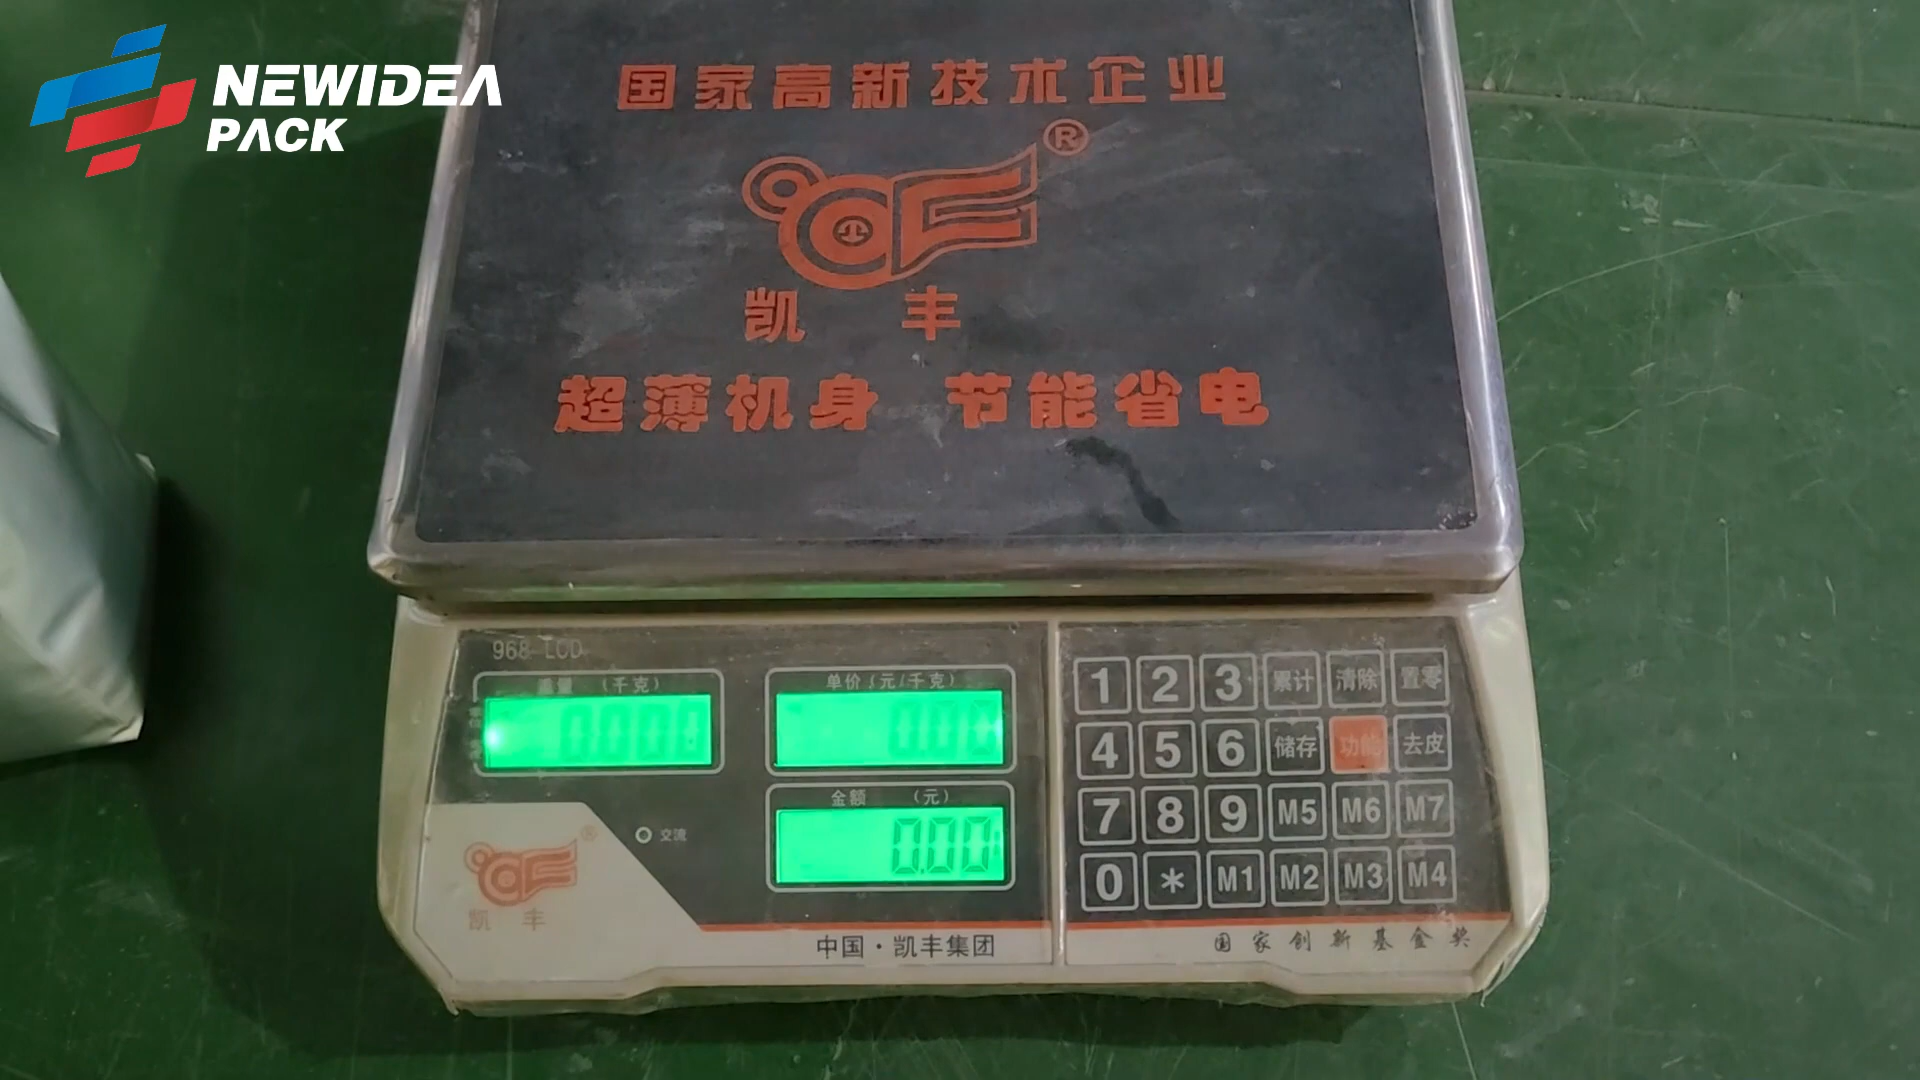 NEWIDEA
PACK
国家高新技术企业
®
凯丰
超薄机身 节能省电
968 LCD
重量 (千克)
单价 (元/千克)
0.00
金额 (元)
0.00
交流
®
凯丰
中国·凯丰集团
1 2 3 累计 清除 置零
4 5 6 储存 功能 去皮
7 8 9 M5 M6 M7
0 * M1 M2 M3 M4
国家创新基金奖